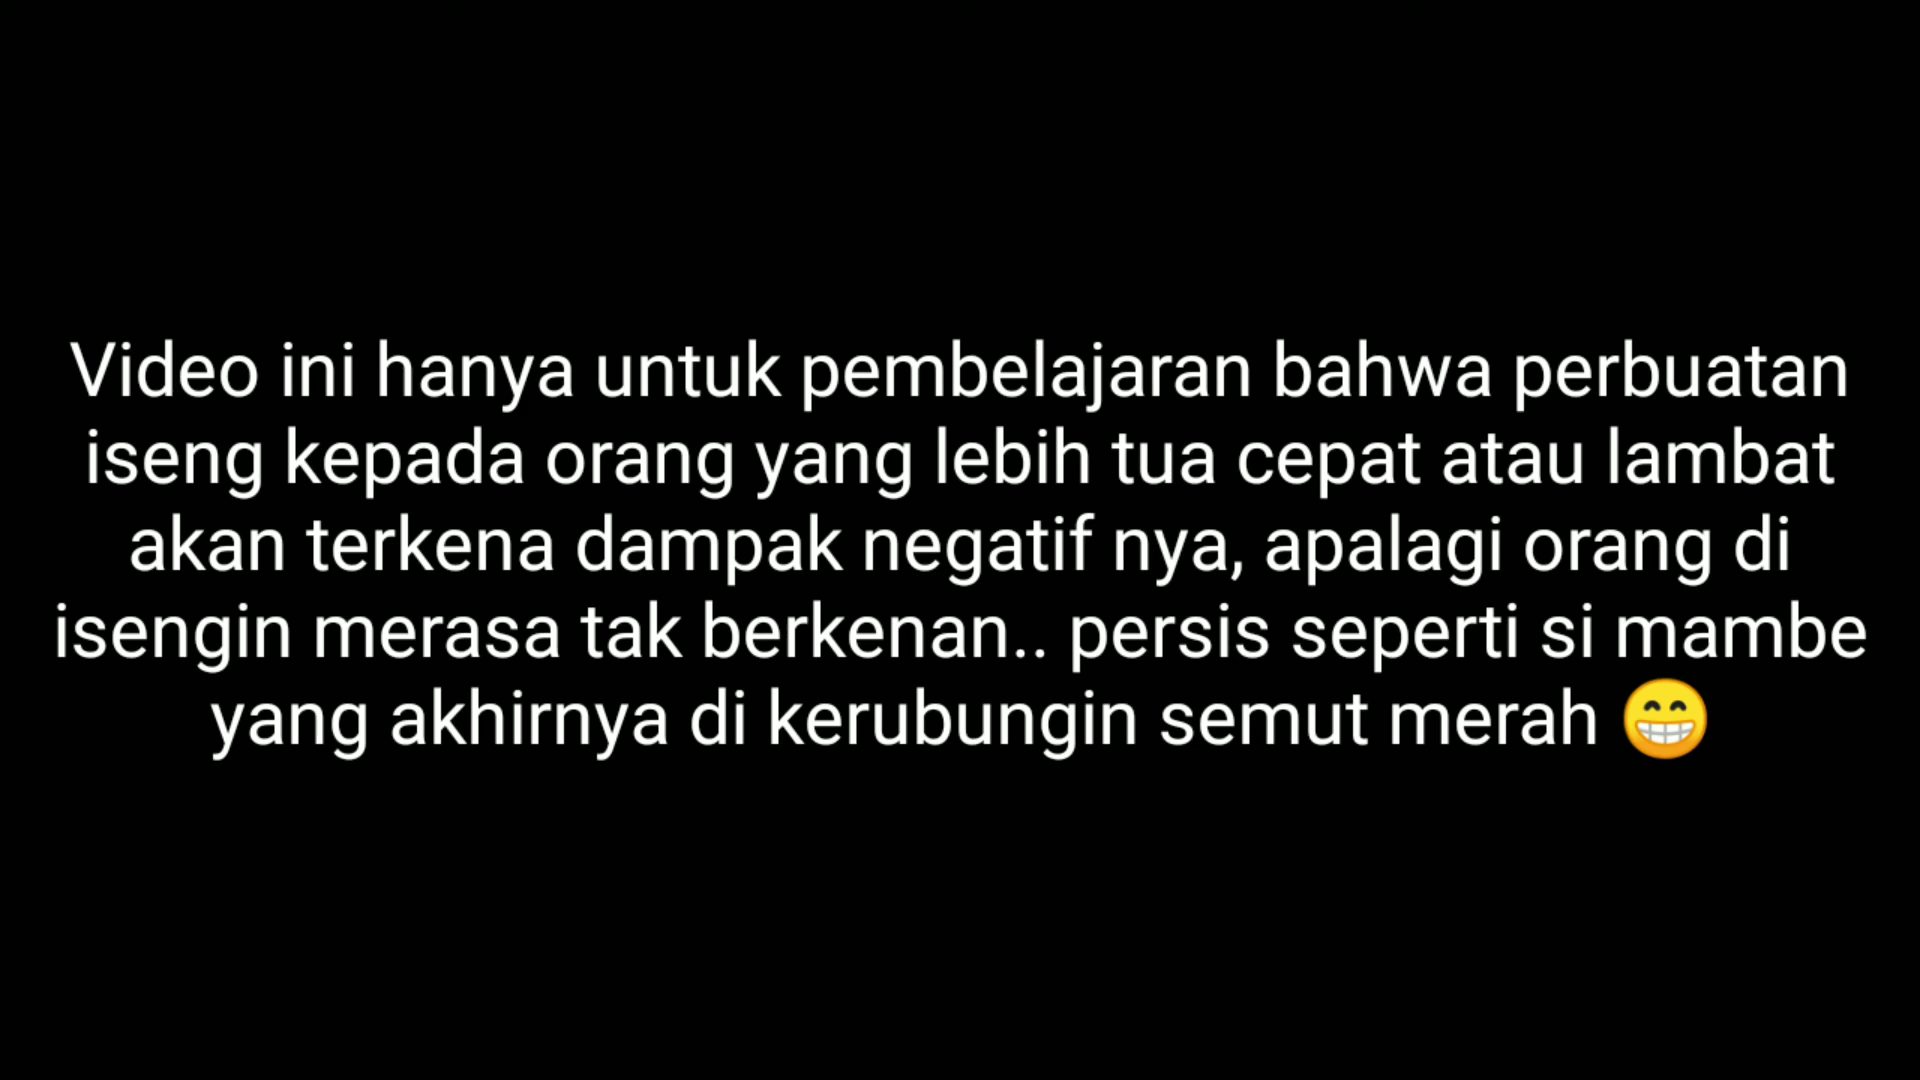 Video ini hanya untuk pembelajaran bahwa perbuatan
iseng kepada orang yang lebih tua cepat atau lambat
akan terkena dampak negatif nya, apalagi orang di
isengin merasa tak berkenan.. persis seperti si mambe
yang akhirnya di kerubungin semut merah 😁